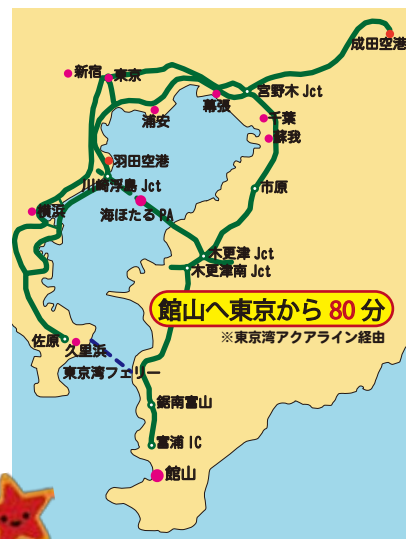 成田空港
新宿
東京
宮野木 Jct
幕張
浦安
千葉
蘇我
羽田空港
川崎浮島 Jct
市原
横浜
海ほたる PA
木更津 Jct
木更津南 Jct
館山へ東京から 80 分
※東京湾アクアライン経由
佐原
久里浜
東京湾フェリー
鋸南富山
富浦 IC
館山